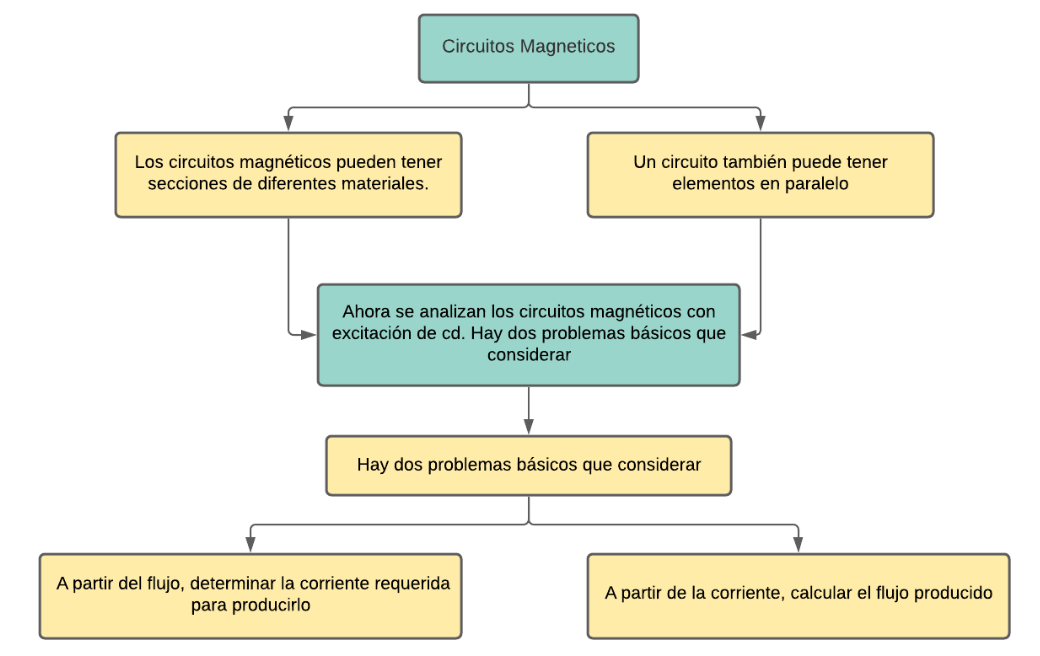 Circuitos Magneticos
Los circuitos magnéticos pueden tener
secciones de diferentes materiales.
Un circuito también puede tener
elementos en paralelo
Ahora se analizan los circuitos magnéticos con
excitación de cd. Hay dos problemas básicos que
considerar
Hay dos problemas básicos que considerar
A partir del flujo, determinar la corriente requerida
para producirlo
A partir de la corriente, calcular el flujo producido